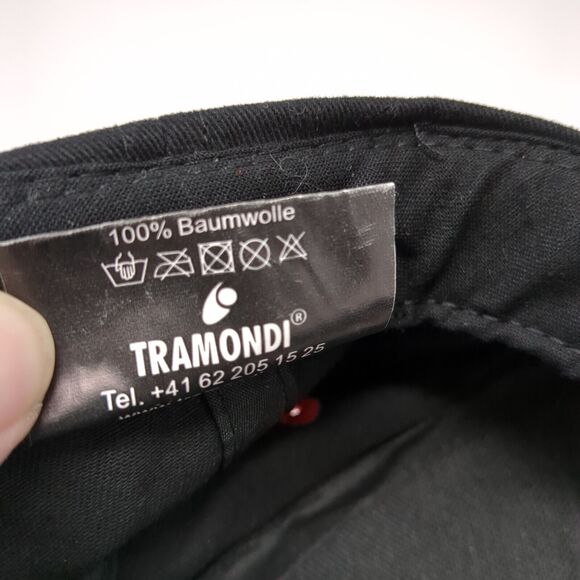 100% Baumwolle
TRAMONDI®
Tel. +41 62 205 15 25